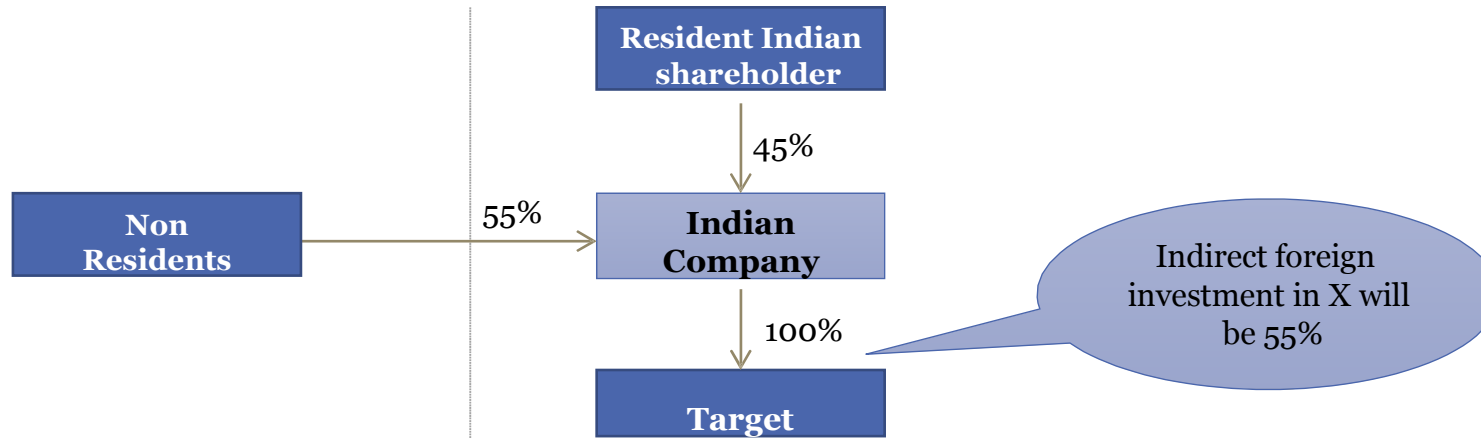 Resident Indian
shareholder
45%
Non
Residents
55%
Indian
Company
100%
Indirect foreign
investment in X will
be 55%
Target